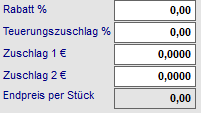 Rabatt % 0,00
Teuerungszuschlag % 0,00
Zuschlag 1 € 0,0000
Zuschlag 2 € 0,0000
Endpreis per Stück 0,00